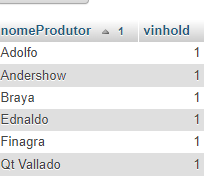 nomeProdutor 1 vinhold
Adolfo 1
Andershow 1
Braya 1
Ednaldo 1
Finagra 1
Qt Vallado 1